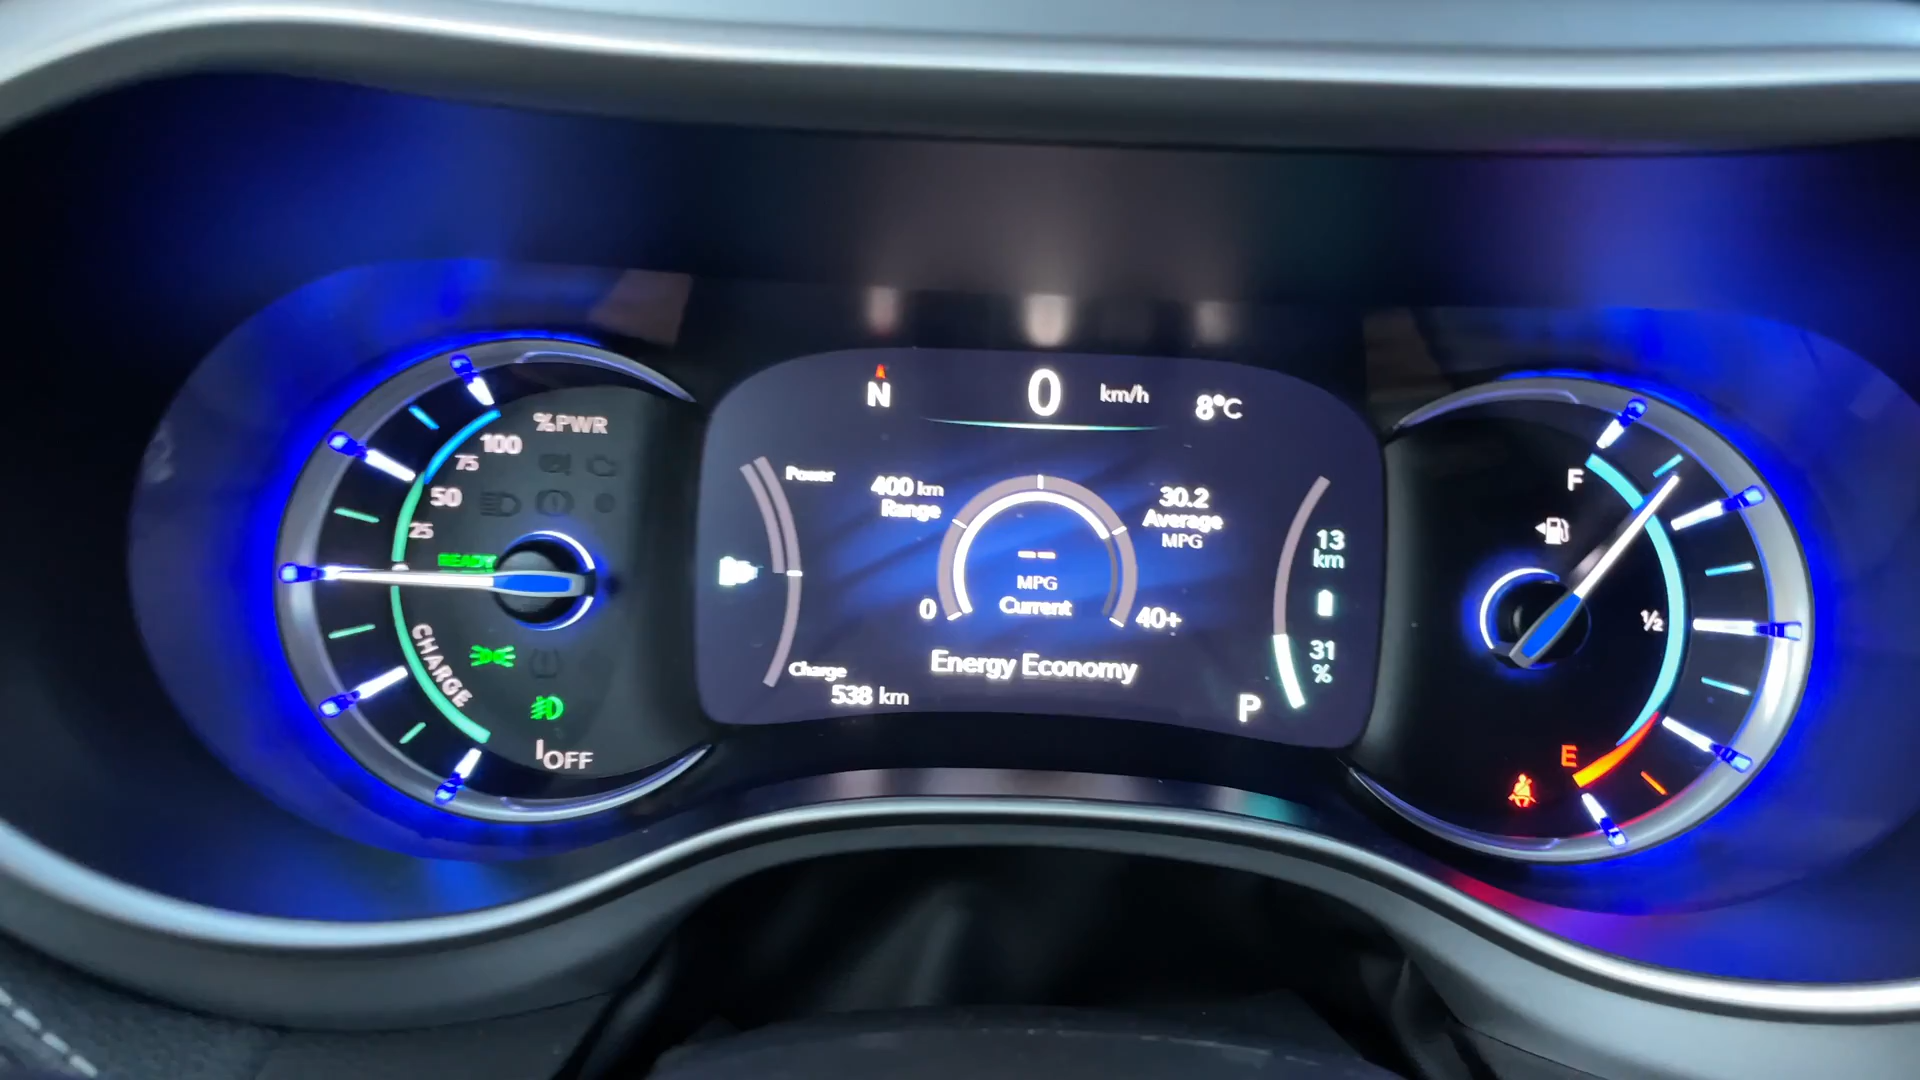 %PWR
100
75
50
25
READY
CHARGE
OFF
N
0 km/h
8°C
Power
400 km
Range
30.2
Average
MPG
--
MPG
Current
0
40+
Energy Economy
Charge
538 km
P
13
km
31
%
F
½
E